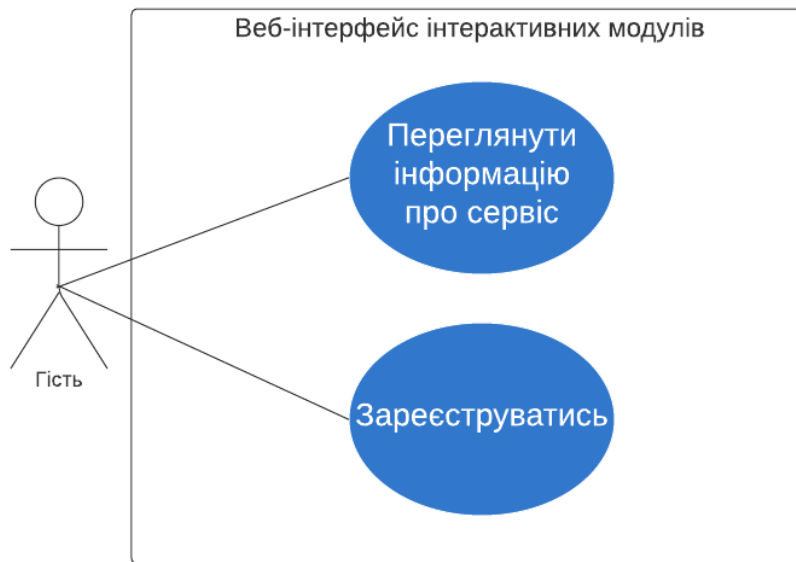 Веб-інтерфейс інтерактивних модулів
Переглянути
інформацію
про сервіс
Гість
Зареєструватись